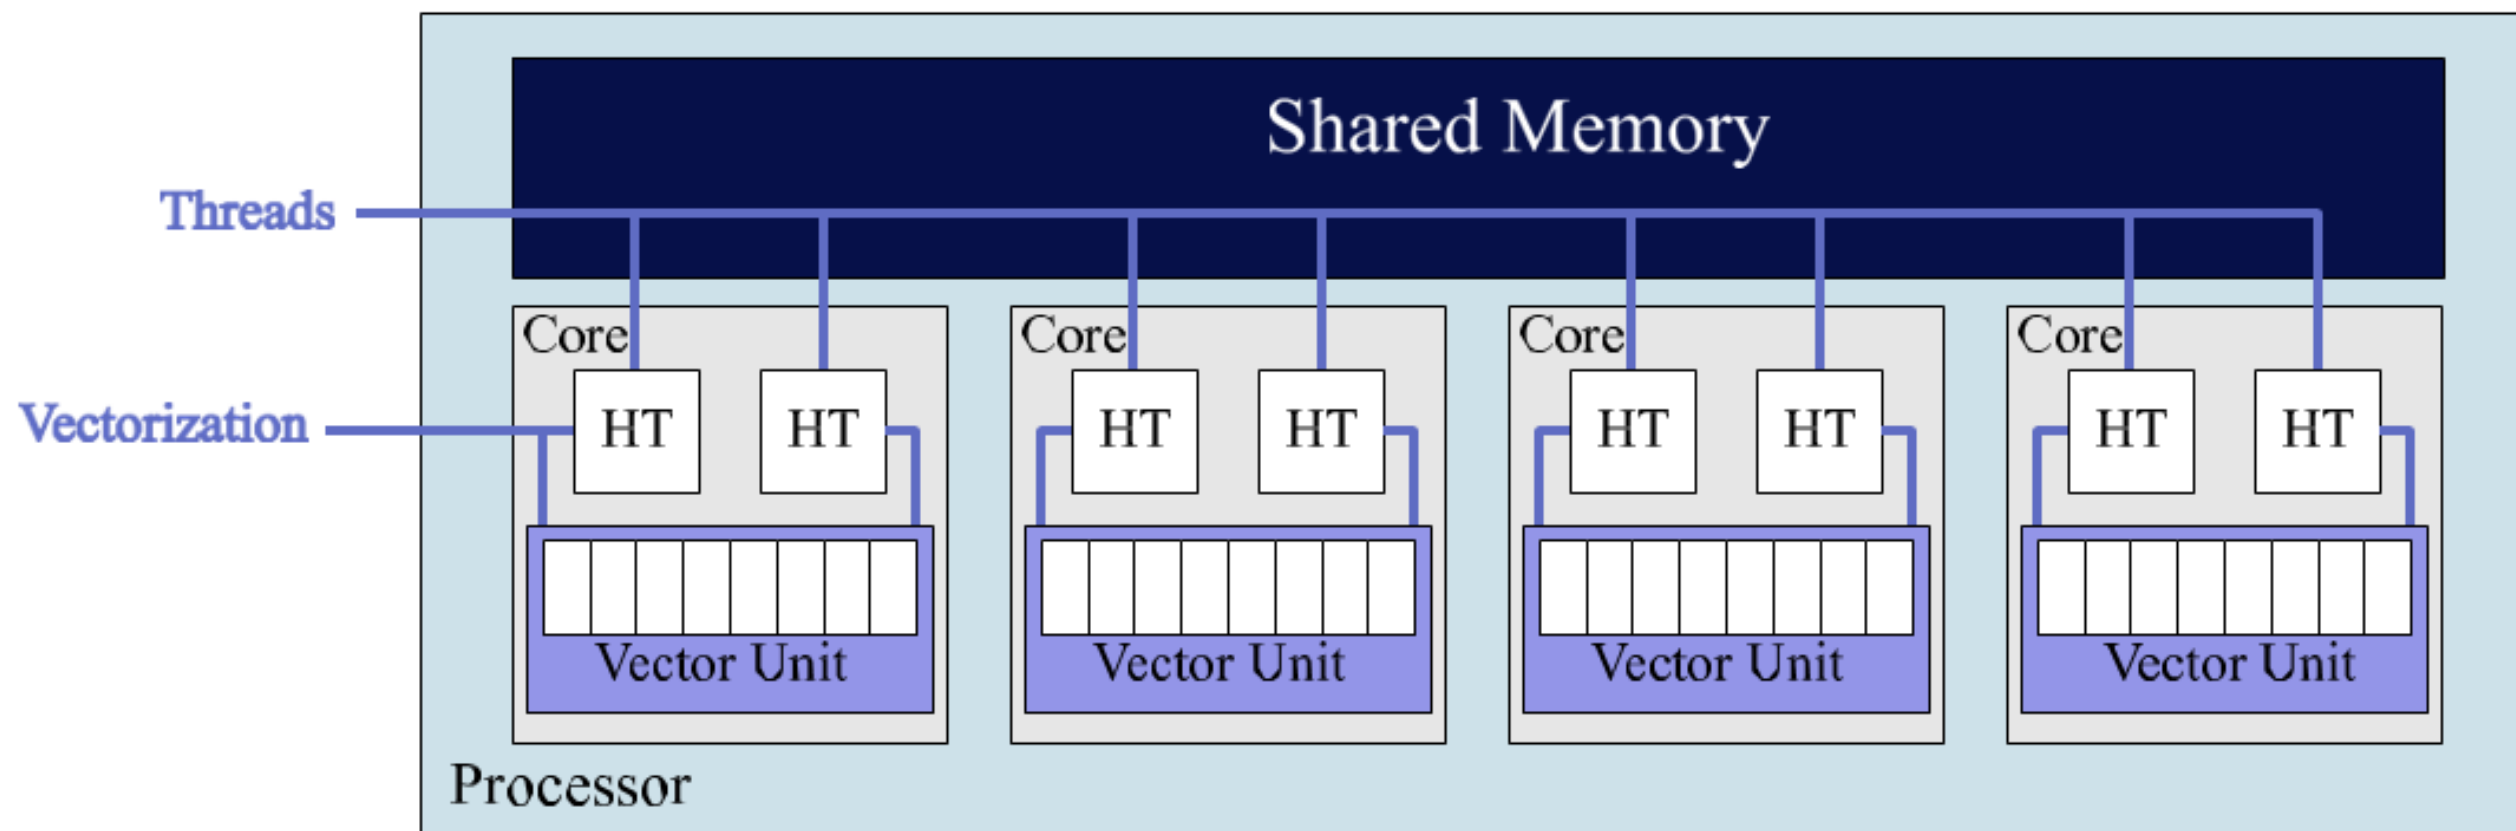 Shared Memory
Threads
Core
Core
Core
Core
Vectorization
HT
HT
HT
HT
HT
HT
HT
HT
Vector Unit
Vector Unit
Vector Unit
Vector Unit
Processor